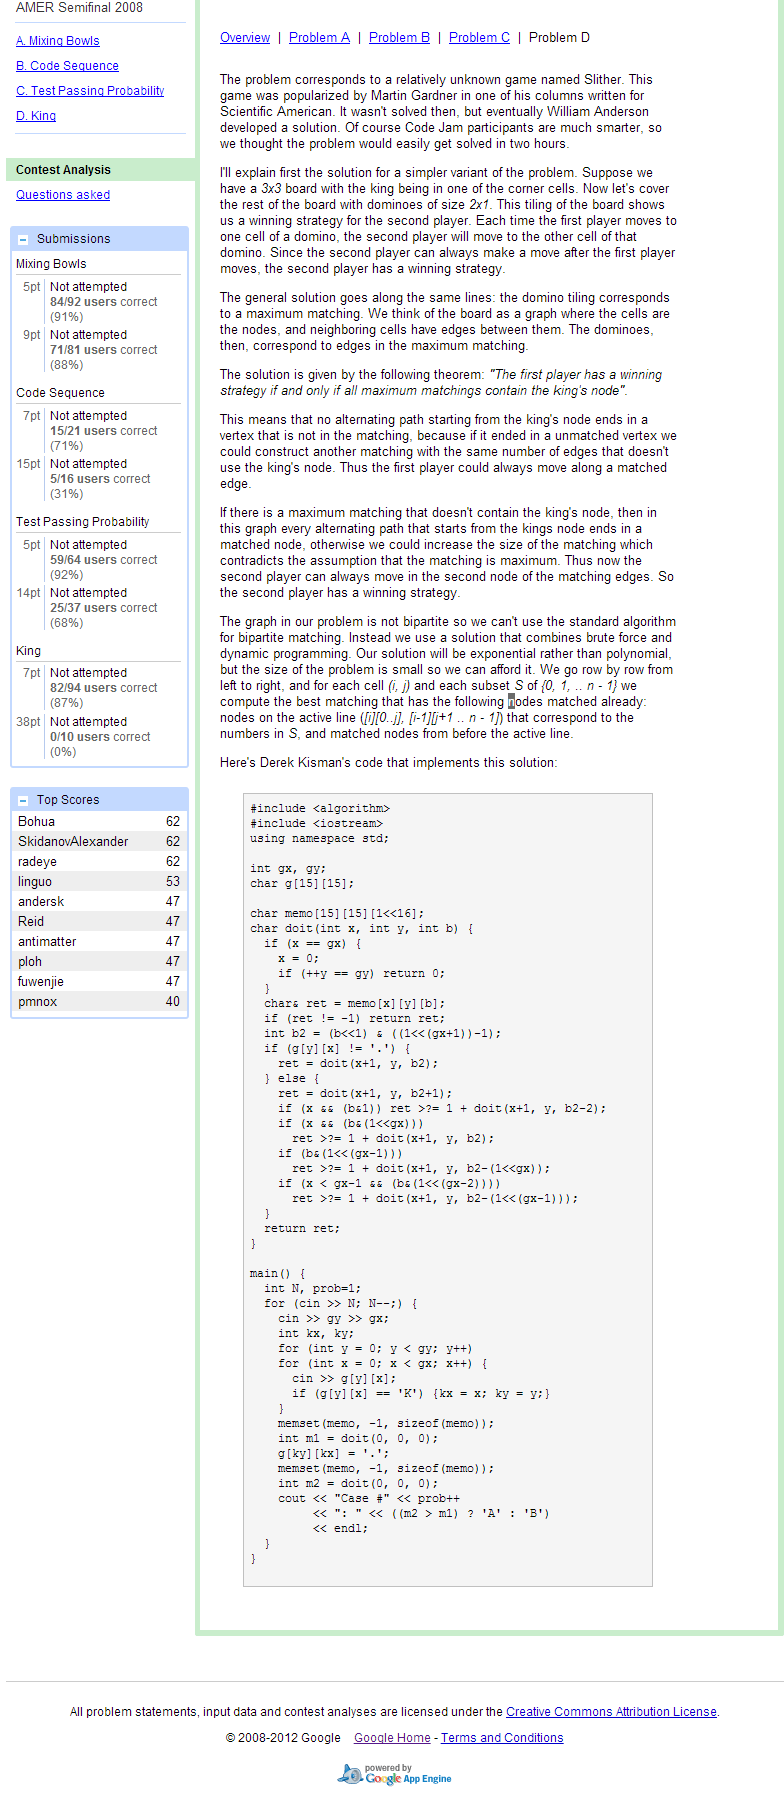 AMER Semifinal 2008
A. Mixing Bowls
B. Code Sequence
C. Test Passing Probability
D. King
Contest Analysis
Questions asked
Submissions
Mixing Bowls
5pt Not attempted
84/92 users correct
(91%)
9pt Not attempted
71/81 users correct
(88%)
Code Sequence
7pt Not attempted
15/21 users correct
(71%)
15pt Not attempted
5/16 users correct
(31%)
Test Passing Probability
5pt Not attempted
59/64 users correct
(92%)
14pt Not attempted
25/37 users correct
(68%)
King
7pt Not attempted
82/94 users correct
(87%)
38pt Not attempted
0/10 users correct
(0%)
Top Scores
Bohua 62
SkidanovAlexander 62
radeye 62
linguo 53
andersk 47
Reid 47
antimatter 47
ploh 47
fuwenjie 47
pmnox 40
Overview | Problem A | Problem B | Problem C | Problem D
The problem corresponds to a relatively unknown game named Slither. This
game was popularized by Martin Gardner in one of his columns written for
Scientific American. It wasn't solved then, but eventually William Anderson
developed a solution. Of course Code Jam participants are much smarter, so
we thought the problem would easily get solved in two hours.
I'll explain first the solution for a simpler variant of the problem. Suppose we
have a 3x3 board with the king being in one of the corner cells. Now let's cover
the rest of the board with dominoes of size 2x1. This tiling of the board shows
us a winning strategy for the second player. Each time the first player moves to
one cell of a domino, the second player will move to the other cell of that
domino. Since the second player can always make a move after the first player
moves, the second player has a winning strategy.
The general solution goes along the same lines: the domino tiling corresponds
to a maximum matching. We think of the board as a graph where the cells are
the nodes, and neighboring cells have edges between them. The dominoes,
then, correspond to edges in the maximum matching.
The solution is given by the following theorem: "The first player has a winning
strategy if and only if all maximum matchings contain the king's node".
This means that no alternating path starting from the king's node ends in a
vertex that is not in the matching, because if it ended in a unmatched vertex we
could construct another matching with the same number of edges that doesn't
use the king's node. Thus the first player could always move along a matched
edge.
If there is a maximum matching that doesn't contain the king's node, then in
this graph every alternating path that starts from the kings node ends in a
matched node, otherwise we could increase the size of the matching which
contradicts the assumption that the matching is maximum. Thus now the
second player can always move in the second node of the matching edges. So
the second player has a winning strategy.
The graph in our problem is not bipartite so we can't use the standard algorithm
for bipartite matching. Instead we use a solution that combines brute force and
dynamic programming. Our solution will be exponential rather than polynomial,
but the size of the problem is small so we can afford it. We go row by row from
left to right, and for each cell (i, j) and each subset S of {0, 1, .. n - 1} we
compute the best matching that has the following nodes matched already:
nodes on the active line ([i][0..j], [i-1][j+1 .. n - 1]) that correspond to the
numbers in S, and matched nodes from before the active line.
Here's Derek Kisman's code that implements this solution:
#include <algorithm>
#include <iostream>
using namespace std;
int gx, gy;
char g[15][15];
char memo[15][15][1<<16];
char doit(int x, int y, int b) {
if (x == gx) {
x = 0;
if (++y == gy) return 0;
}
char& ret = memo[x][y][b];
if (ret != -1) return ret;
int b2 = (b<<1) & ((1<<(gx+1))-1);
if (g[y][x] != '.') {
ret = doit(x+1, y, b2);
} else {
ret = doit(x+1, y, b2+1);
if (x && (b&1)) ret >?= 1 + doit(x+1, y, b2-2);
if (x && (b&(1<<gx)))
ret >?= 1 + doit(x+1, y, b2);
if (b&(1<<(gx-1)))
ret >?= 1 + doit(x+1, y, b2-(1<<gx));
if (x < gx-1 && (b&(1<<(gx-2))))
ret >?= 1 + doit(x+1, y, b2-(1<<(gx-1)));
}
return ret;
}
main() {
int N, prob=1;
for (cin >> N; N--;) {
cin >> gy >> gx;
int kx, ky;
for (int y = 0; y < gy; y++)
for (int x = 0; x < gx; x++) {
cin >> g[y][x];
if (g[y][x] == 'K') {kx = x; ky = y;}
}
memset(memo, -1, sizeof(memo));
int m1 = doit(0, 0, 0);
g[ky][kx] = '.';
memset(memo, -1, sizeof(memo));
int m2 = doit(0, 0, 0);
cout << "Case #" << prob++
<< ": " << ((m2 > m1) ? 'A' : 'B')
<< endl;
}
}
All problem statements, input data and contest analyses are licensed under the Creative Commons Attribution License.
© 2008-2012 Google Google Home - Terms and Conditions
powered by
Google App Engine